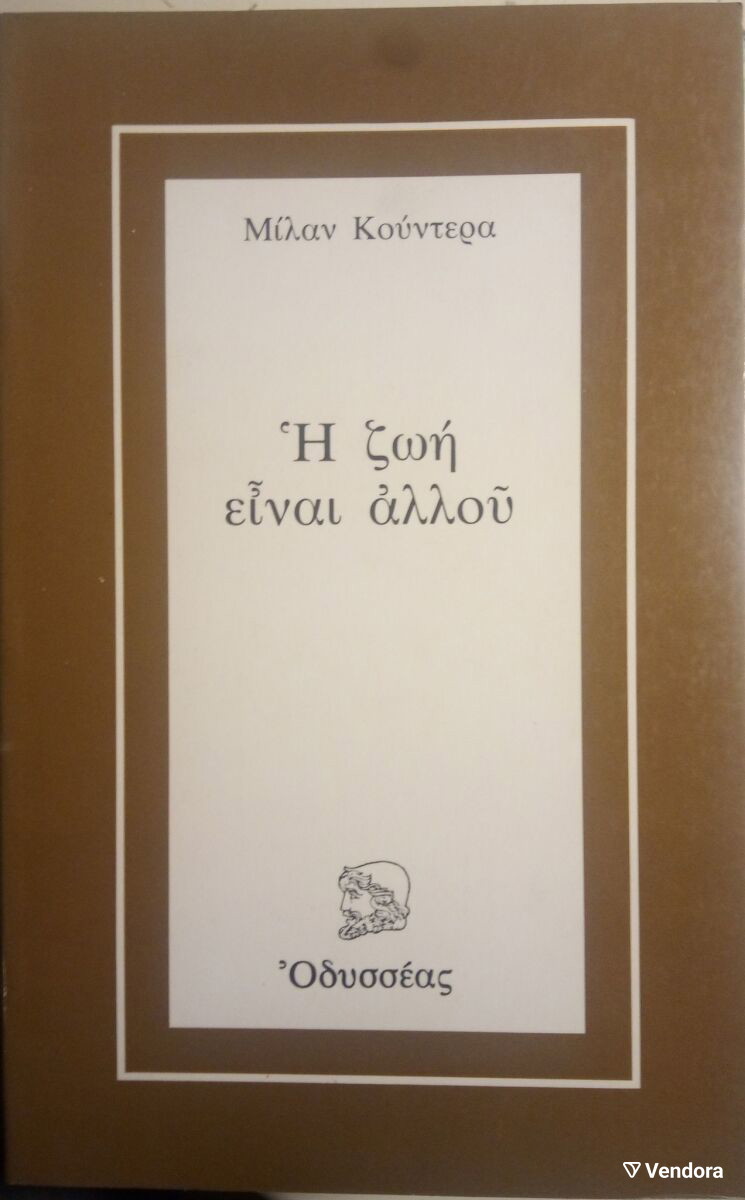 Μίλαν Κούντερα
Ἡ ζωή
εἶναι ἀλλοῦ
Ὀδυσσέας
Vendora